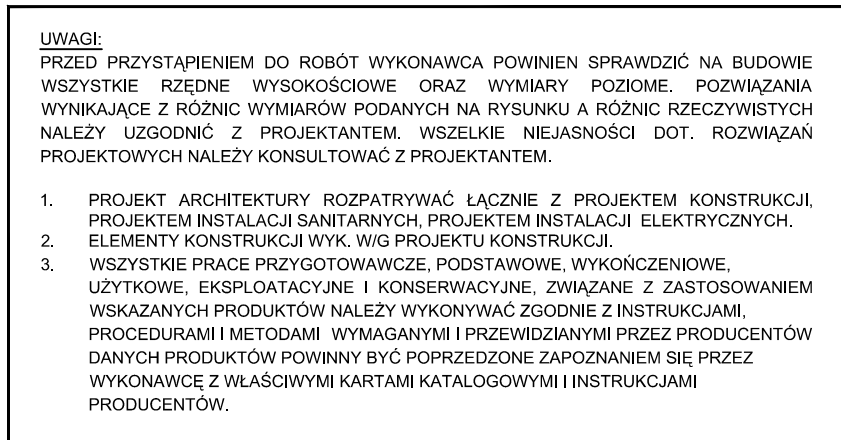 UWAGI:
PRZED PRZYSTĄPIENIEM DO ROBÓT WYKONAWCA POWINIEN SPRAWDZIĆ NA BUDOWIE
WSZYSTKIE RZĘDNE WYSOKOŚCIOWE ORAZ WYMIARY POZIOME. POZWIĄZANIA
WYNIKAJĄCE Z RÓŻNIC WYMIARÓW PODANYCH NA RYSUNKU A RÓŻNIC RZECZYWISTYCH
NALEŻY UZGODNIĆ Z PROJEKTANTEM. WSZELKIE NIEJASNOŚCI DOT. ROZWIĄZAŃ
PROJEKTOWYCH NALEŻY KONSULTOWAĆ Z PROJEKTANTEM.
1. PROJEKT ARCHITEKTURY ROZPATRYWAĆ ŁĄCZNIE Z PROJEKTEM KONSTRUKCJI,
PROJEKTEM INSTALACJI SANITARNYCH, PROJEKTEM INSTALACJI ELEKTRYCZNYCH.
2. ELEMENTY KONSTRUKCJI WYK. W/G PROJEKTU KONSTRUKCJI.
3. WSZYSTKIE PRACE PRZYGOTOWAWCZE, PODSTAWOWE, WYKOŃCZENIOWE,
UŻYTKOWE, EKSPLOATACYJNE I KONSERWACYJNE, ZWIĄZANE Z ZASTOSOWANIEM
WSKAZANYCH PRODUKTÓW NALEŻY WYKONYWAĆ ZGODNIE Z INSTRUKCJAMI,
PROCEDURAMI I METODAMI WYMAGANYMI I PRZEWIDZIANYMI PRZEZ PRODUCENTÓW
DANYCH PRODUKTÓW POWINNY BYĆ POPRZEDZONE ZAPOZNANIEM SIĘ PRZEZ
WYKONAWCĘ Z WŁAŚCIWYMI KARTAMI KATALOGOWYMI I INSTRUKCJAMI
PRODUCENTÓW.